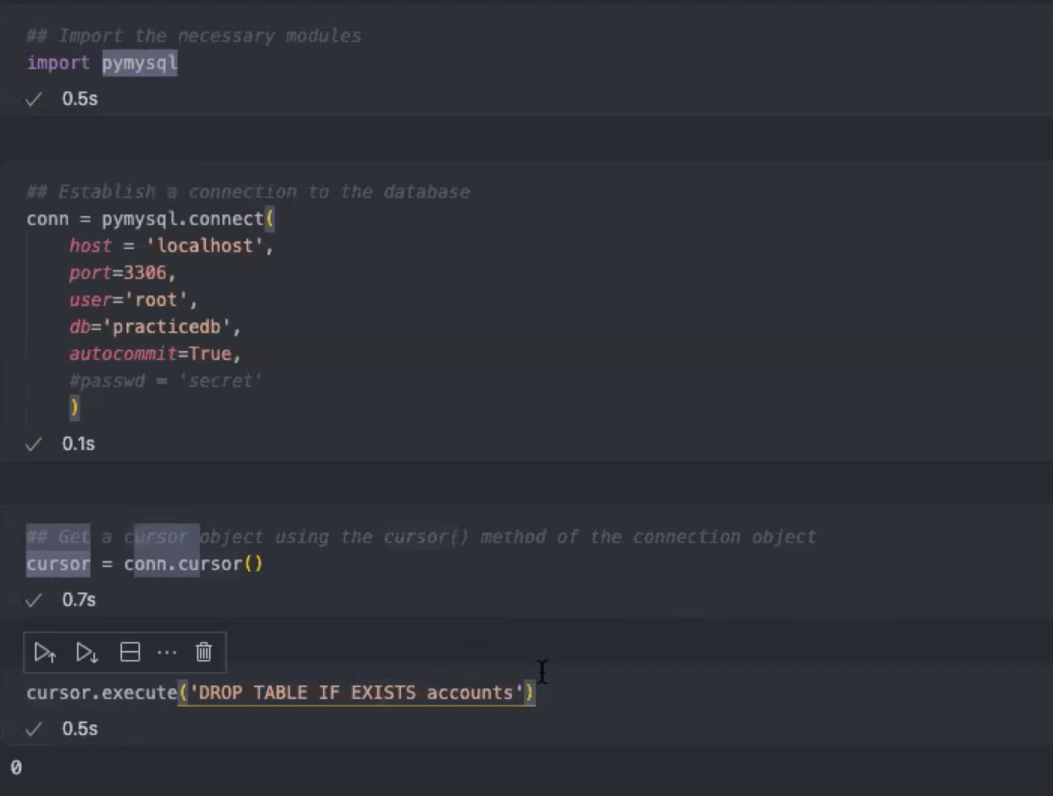 ## Import the necessary modules
import pymysql
0.5s
## Establish a connection to the database
conn = pymysql.connect(
host = 'localhost',
port=3306,
user='root',
db='practicedb',
autocommit=True,
#passwd = 'secret'
)
0.1s
## Get a cursor object using the cursor() method of the connection object
cursor = conn.cursor()
0.7s
cursor.execute('DROP TABLE IF EXISTS accounts')
0.5s
0